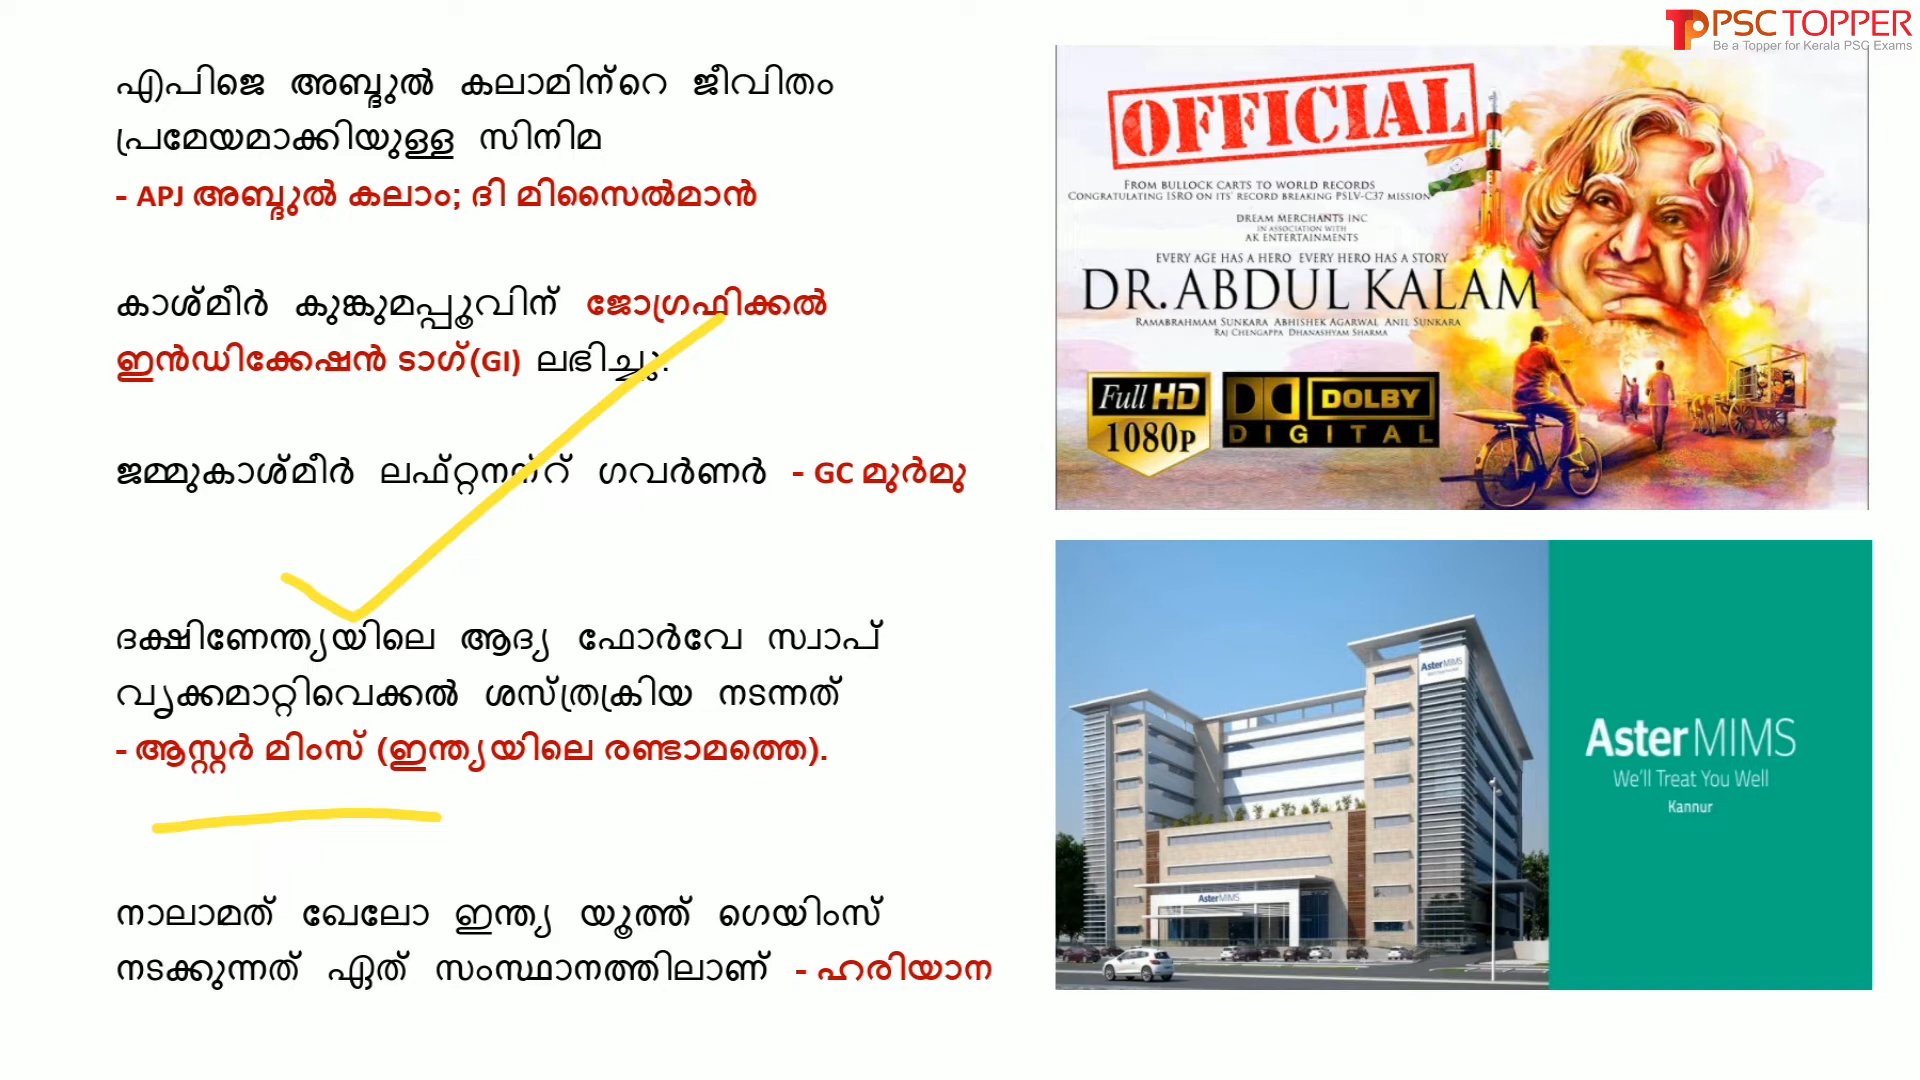 PSC TOPPER
Be a Topper for Kerala PSC Exams
എപിജെ അബ്ദുൽ കലാമിന്റെ ജീവിതം
പ്രമേയമാക്കിയുള്ള സിനിമ
- APJ അബ്ദുൽ കലാം; ദി മിസൈൽമാൻ
കാശ്മീർ കുങ്കുമപ്പൂവിന് ജോഗ്രഫിക്കൽ
ഇൻഡിക്കേഷൻ ടാഗ്(GI) ലഭിച്ചു.
ജമ്മുകാശ്മീർ ലഫ്റ്റനന്റ് ഗവർണർ - GC മുർമു
ദക്ഷിണേന്ത്യയിലെ ആദ്യ ഫോർവേ സ്വാപ്
വൃക്കമാറ്റിവെക്കൽ ശസ്ത്രക്രിയ നടന്നത്
- ആസ്റ്റർ മിംസ് (ഇന്ത്യയിലെ രണ്ടാമത്തെ).
നാലാമത് ഖേലോ ഇന്ത്യ യൂത്ത് ഗെയിംസ്
നടക്കുന്നത് ഏത് സംസ്ഥാനത്തിലാണ് - ഹരിയാന
OFFICIAL
FROM BULLOCK CARTS TO WORLD RECORDS
CONGRATULATING ISRO ON ITS' RECORD BREAKING PSLV-C37 MISSION
DREAM MERCHANTS INC
IN ASSOCIATION WITH
AK ENTERTAINMENTS
EVERY AGE HAS A HERO EVERY HERO HAS A STORY
DR. ABDUL KALAM
RAMABRAHMAM SUNKARA ABHISHEK AGARWAL ANIL SUNKARA
RAJ CHENGAPPA DHANASHYAM SHARMA
Full HD
1080P
DOLBY
DIGITAL
AsterMIMS
AsterMIMS
Aster MIMS
We'll Treat You Well
Kannur